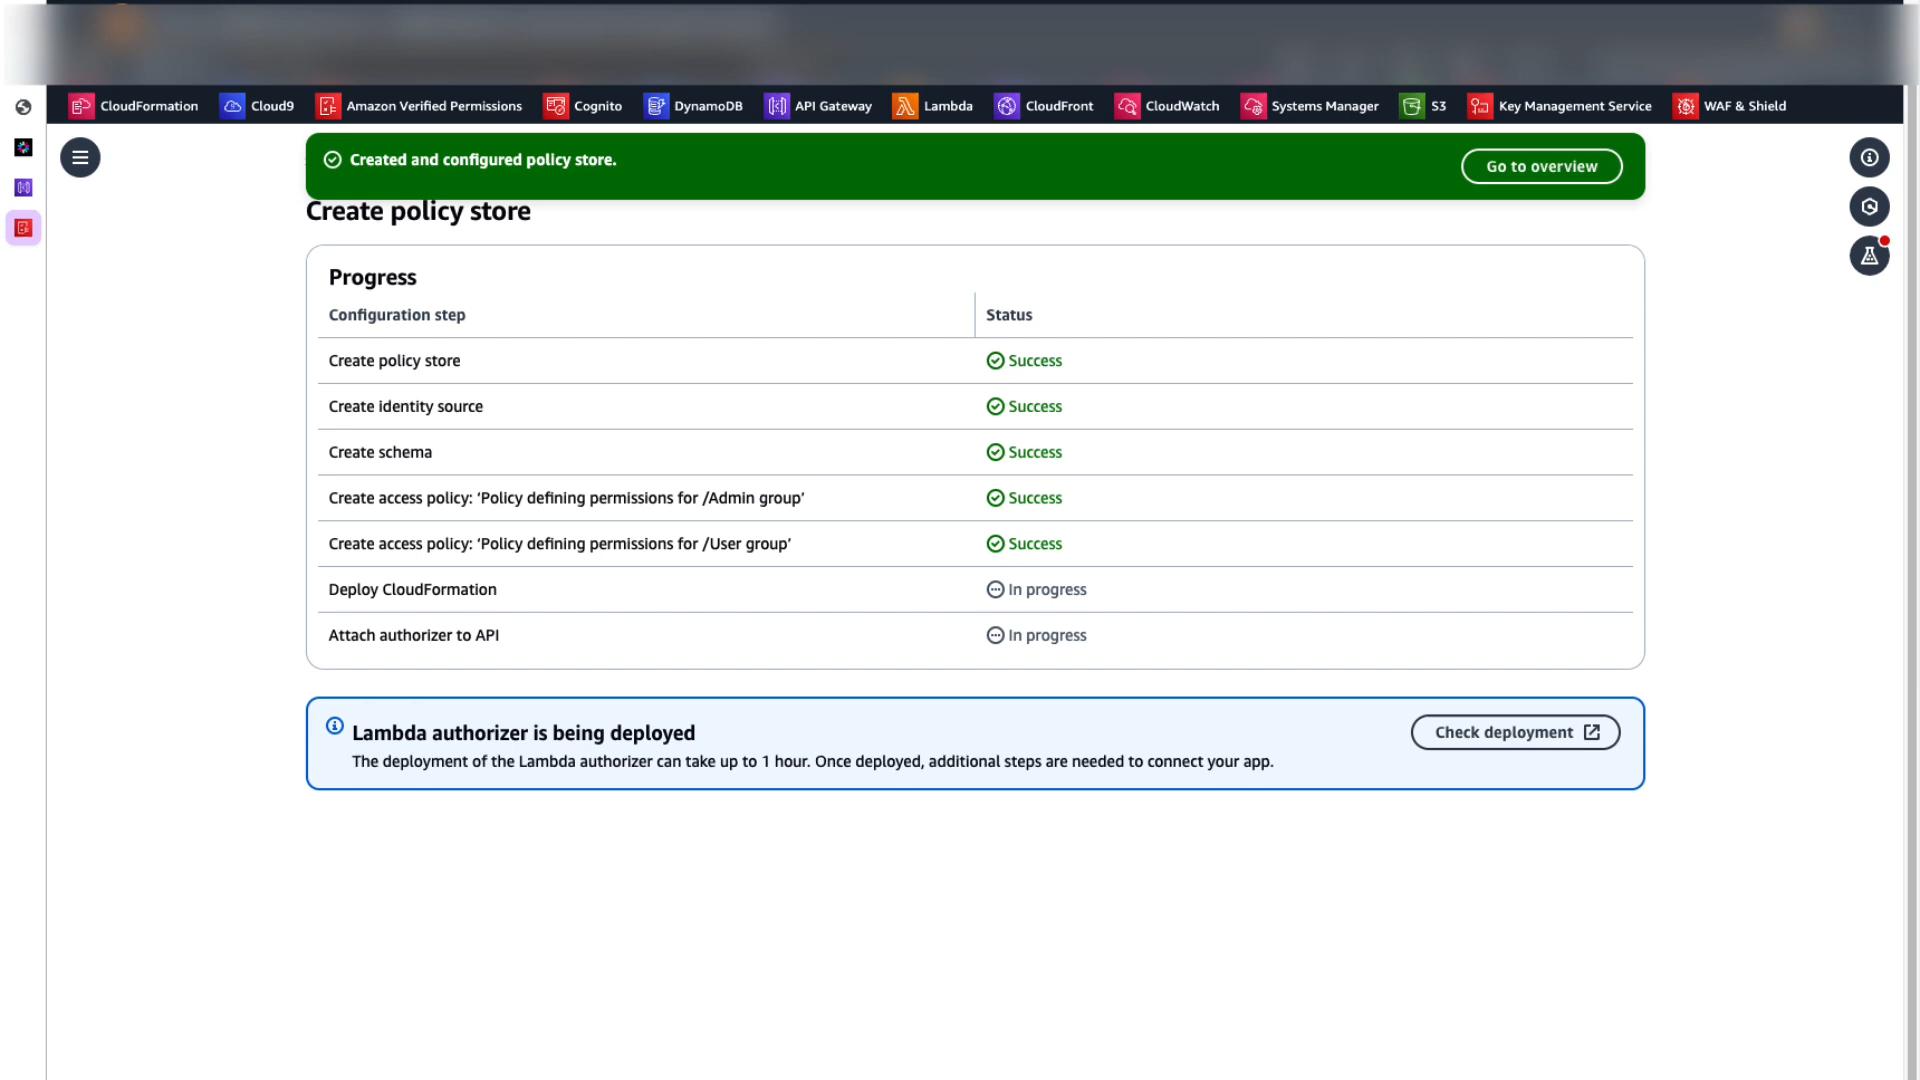 CloudFormation Cloud9 Amazon Verified Permissions Cognito DynamoDB API Gateway Lambda CloudFront CloudWatch Systems Manager S3 Key Management Service WAF & Shield
Created and configured policy store.
Go to overview
Create policy store
Progress
Configuration step Status
Create policy store Success
Create identity source Success
Create schema Success
Create access policy: ‘Policy defining permissions for /Admin group’ Success
Create access policy: ‘Policy defining permissions for /User group’ Success
Deploy CloudFormation In progress
Attach authorizer to API In progress
Lambda authorizer is being deployed
Check deployment
The deployment of the Lambda authorizer can take up to 1 hour. Once deployed, additional steps are needed to connect your app.